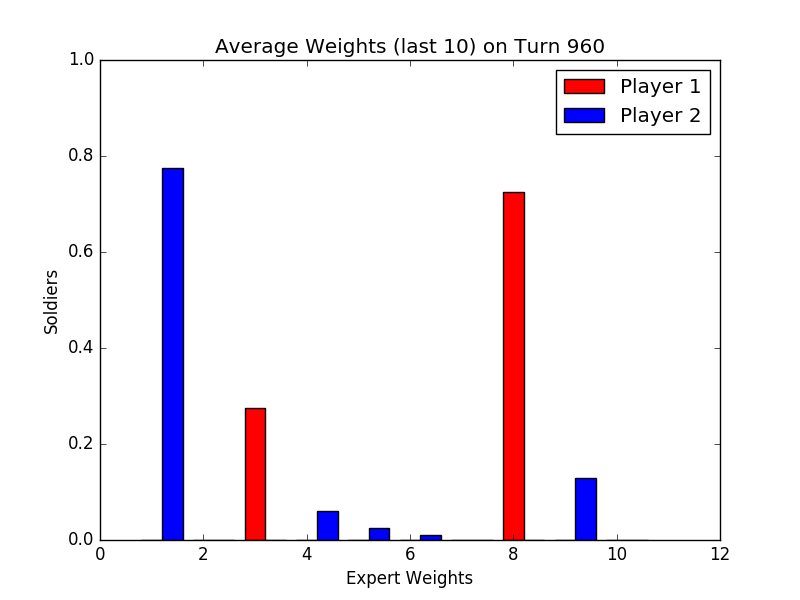 Average Weights (last 10) on Turn 960
1.0
Player 1
Player 2
0.8
0.6
Soldiers
0.4
0.2
0.0
0 2 4 6 8 10 12
Expert Weights